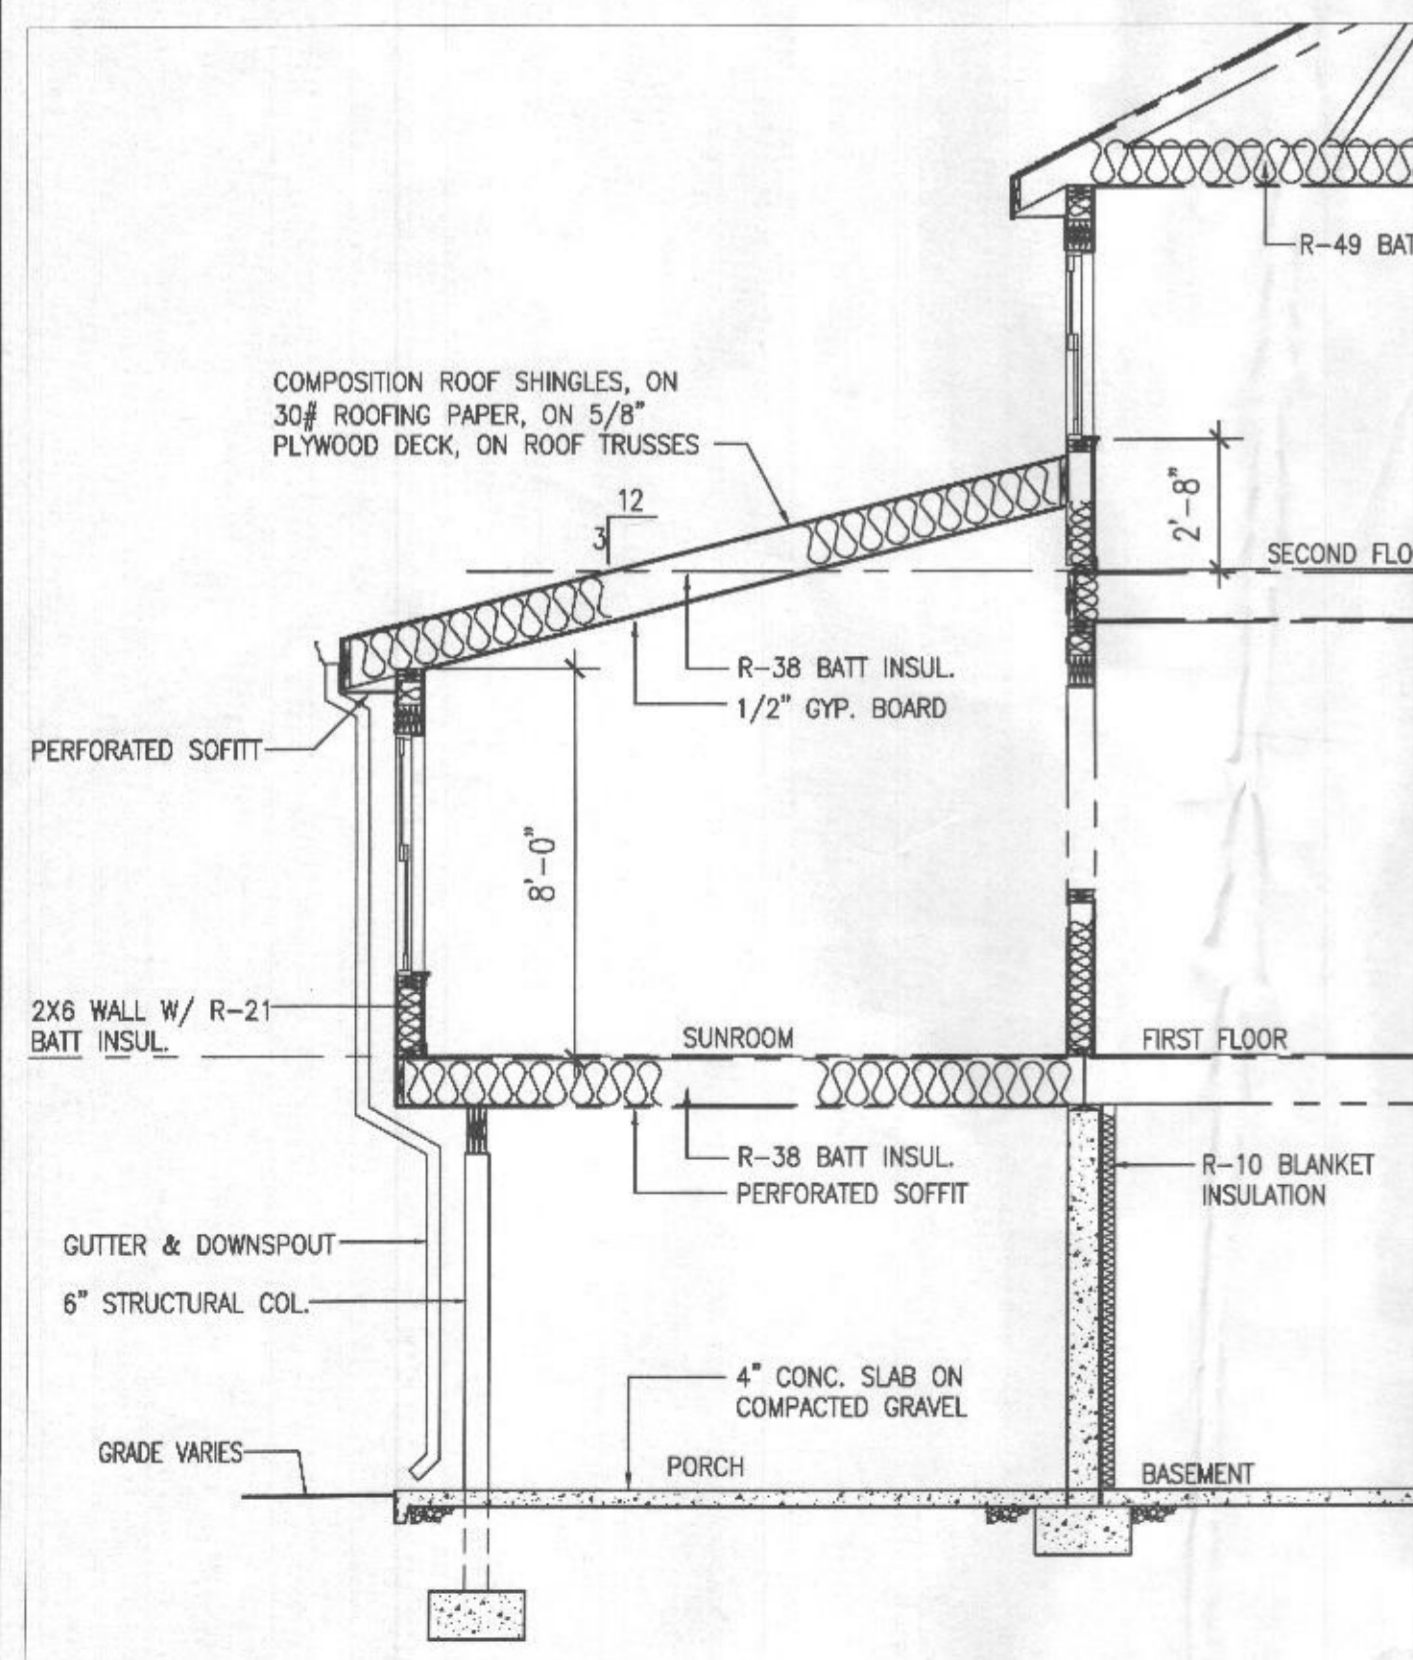 R-49 BAT
COMPOSITION ROOF SHINGLES, ON
30# ROOFING PAPER, ON 5/8"
PLYWOOD DECK, ON ROOF TRUSSES
12
3
2'-8"
SECOND FLO
R-38 BATT INSUL.
1/2" GYP. BOARD
PERFORATED SOFITT
8'-0"
2X6 WALL W/ R-21
BATT INSUL.
SUNROOM
FIRST FLOOR
R-38 BATT INSUL.
PERFORATED SOFFIT
R-10 BLANKET
INSULATION
GUTTER & DOWNSPOUT
6" STRUCTURAL COL.
4" CONC. SLAB ON
COMPACTED GRAVEL
GRADE VARIES
PORCH
BASEMENT